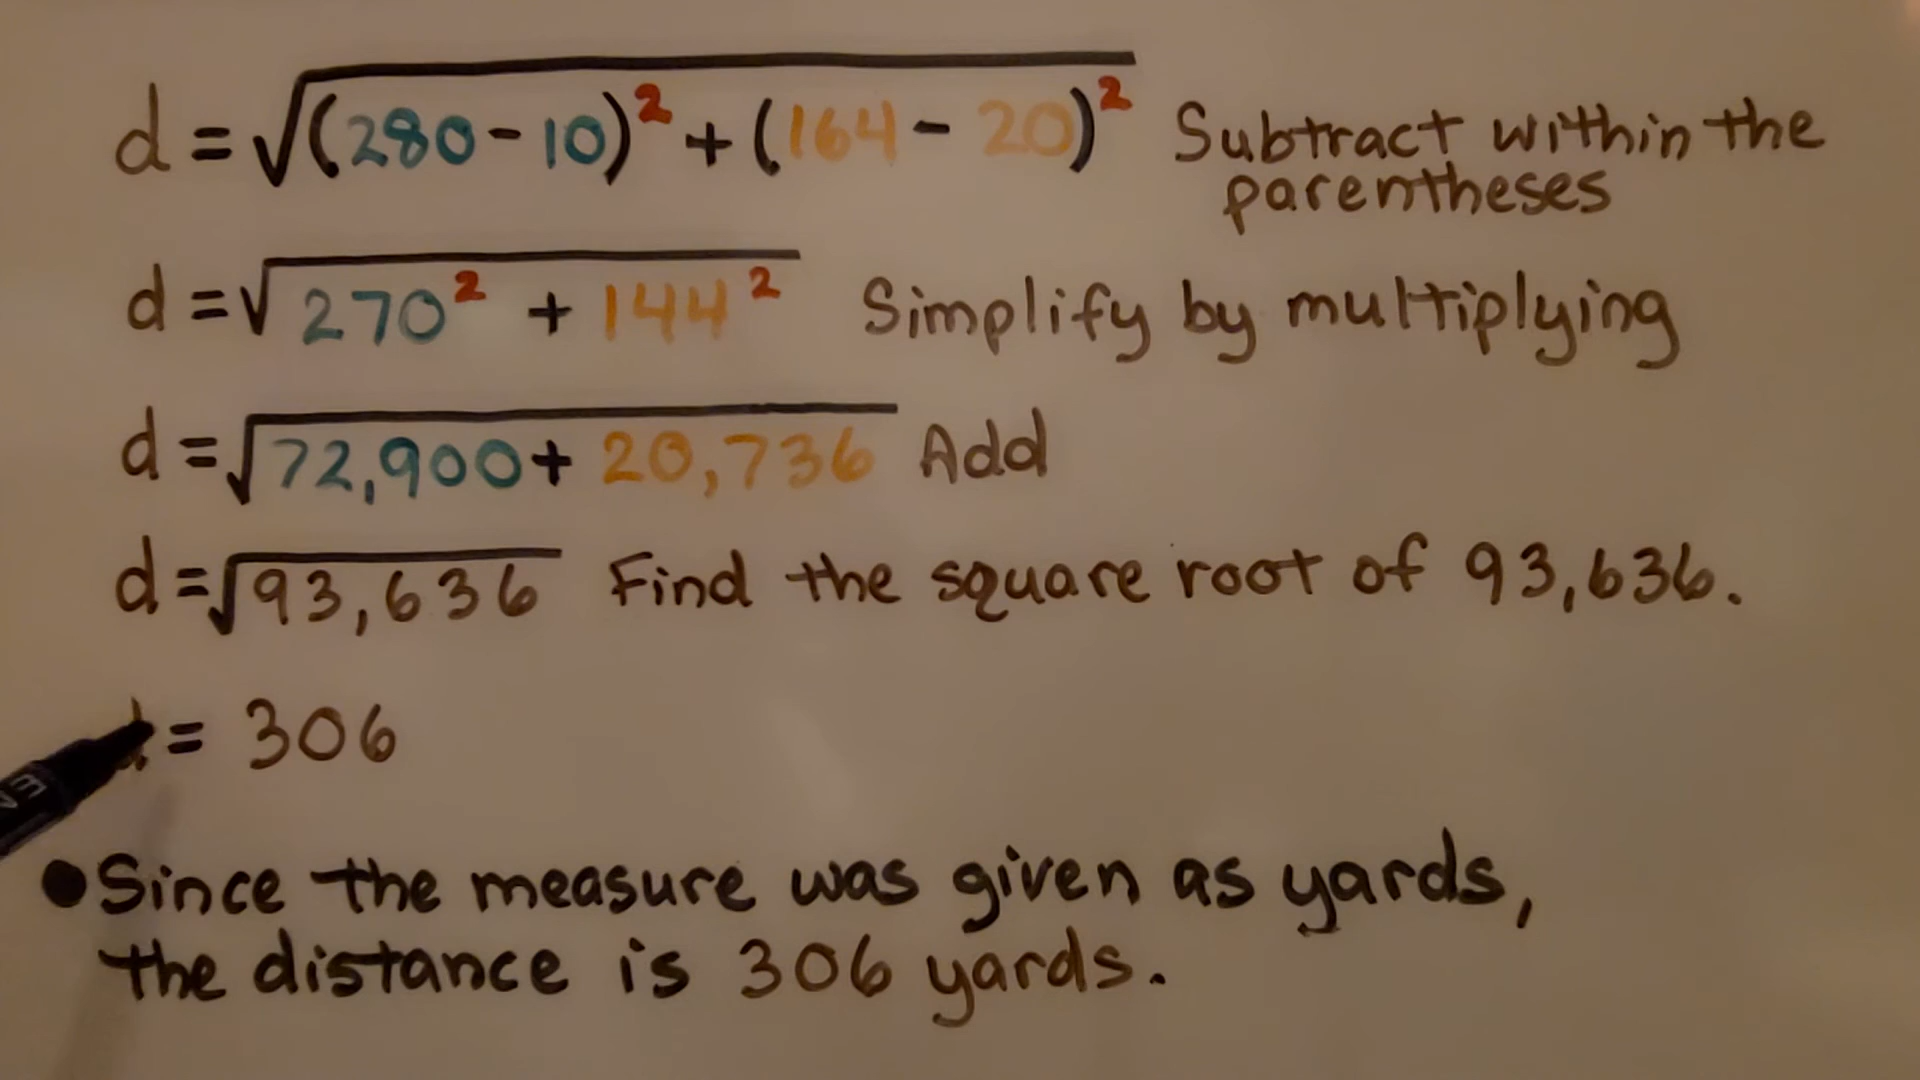 d = √(280-10)² + (164-20)² Subtract within the
parentheses
d = √270² + 144² Simplify by multiplying
d = √72,900 + 20,736 Add
d = √93,636 Find the square root of 93,636.
= 306
• Since the measure was given as yards,
the distance is 306 yards.